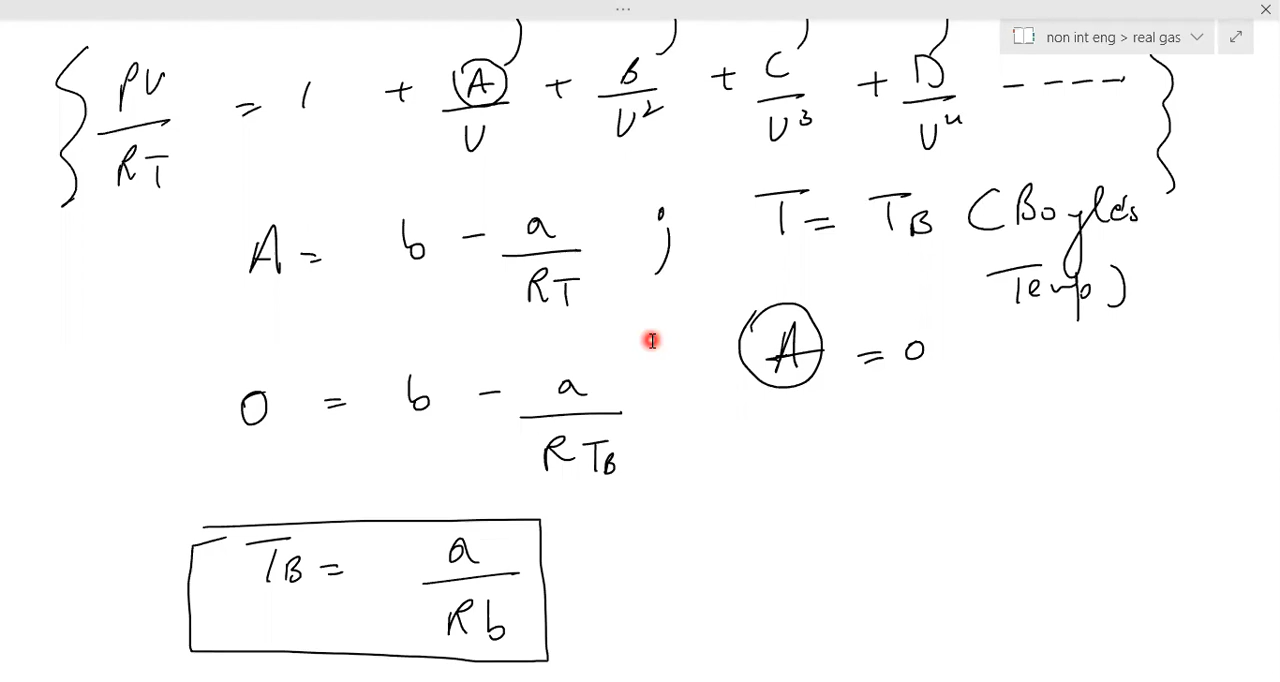 non int eng > real gas
PV/RT = 1 + A/V + B/V² + C/V³ + D/V⁴ ----
A = b - a/RT ; T = TB (Boyle's Temp)
A = 0
0 = b - a/RTB
TB = a/Rb